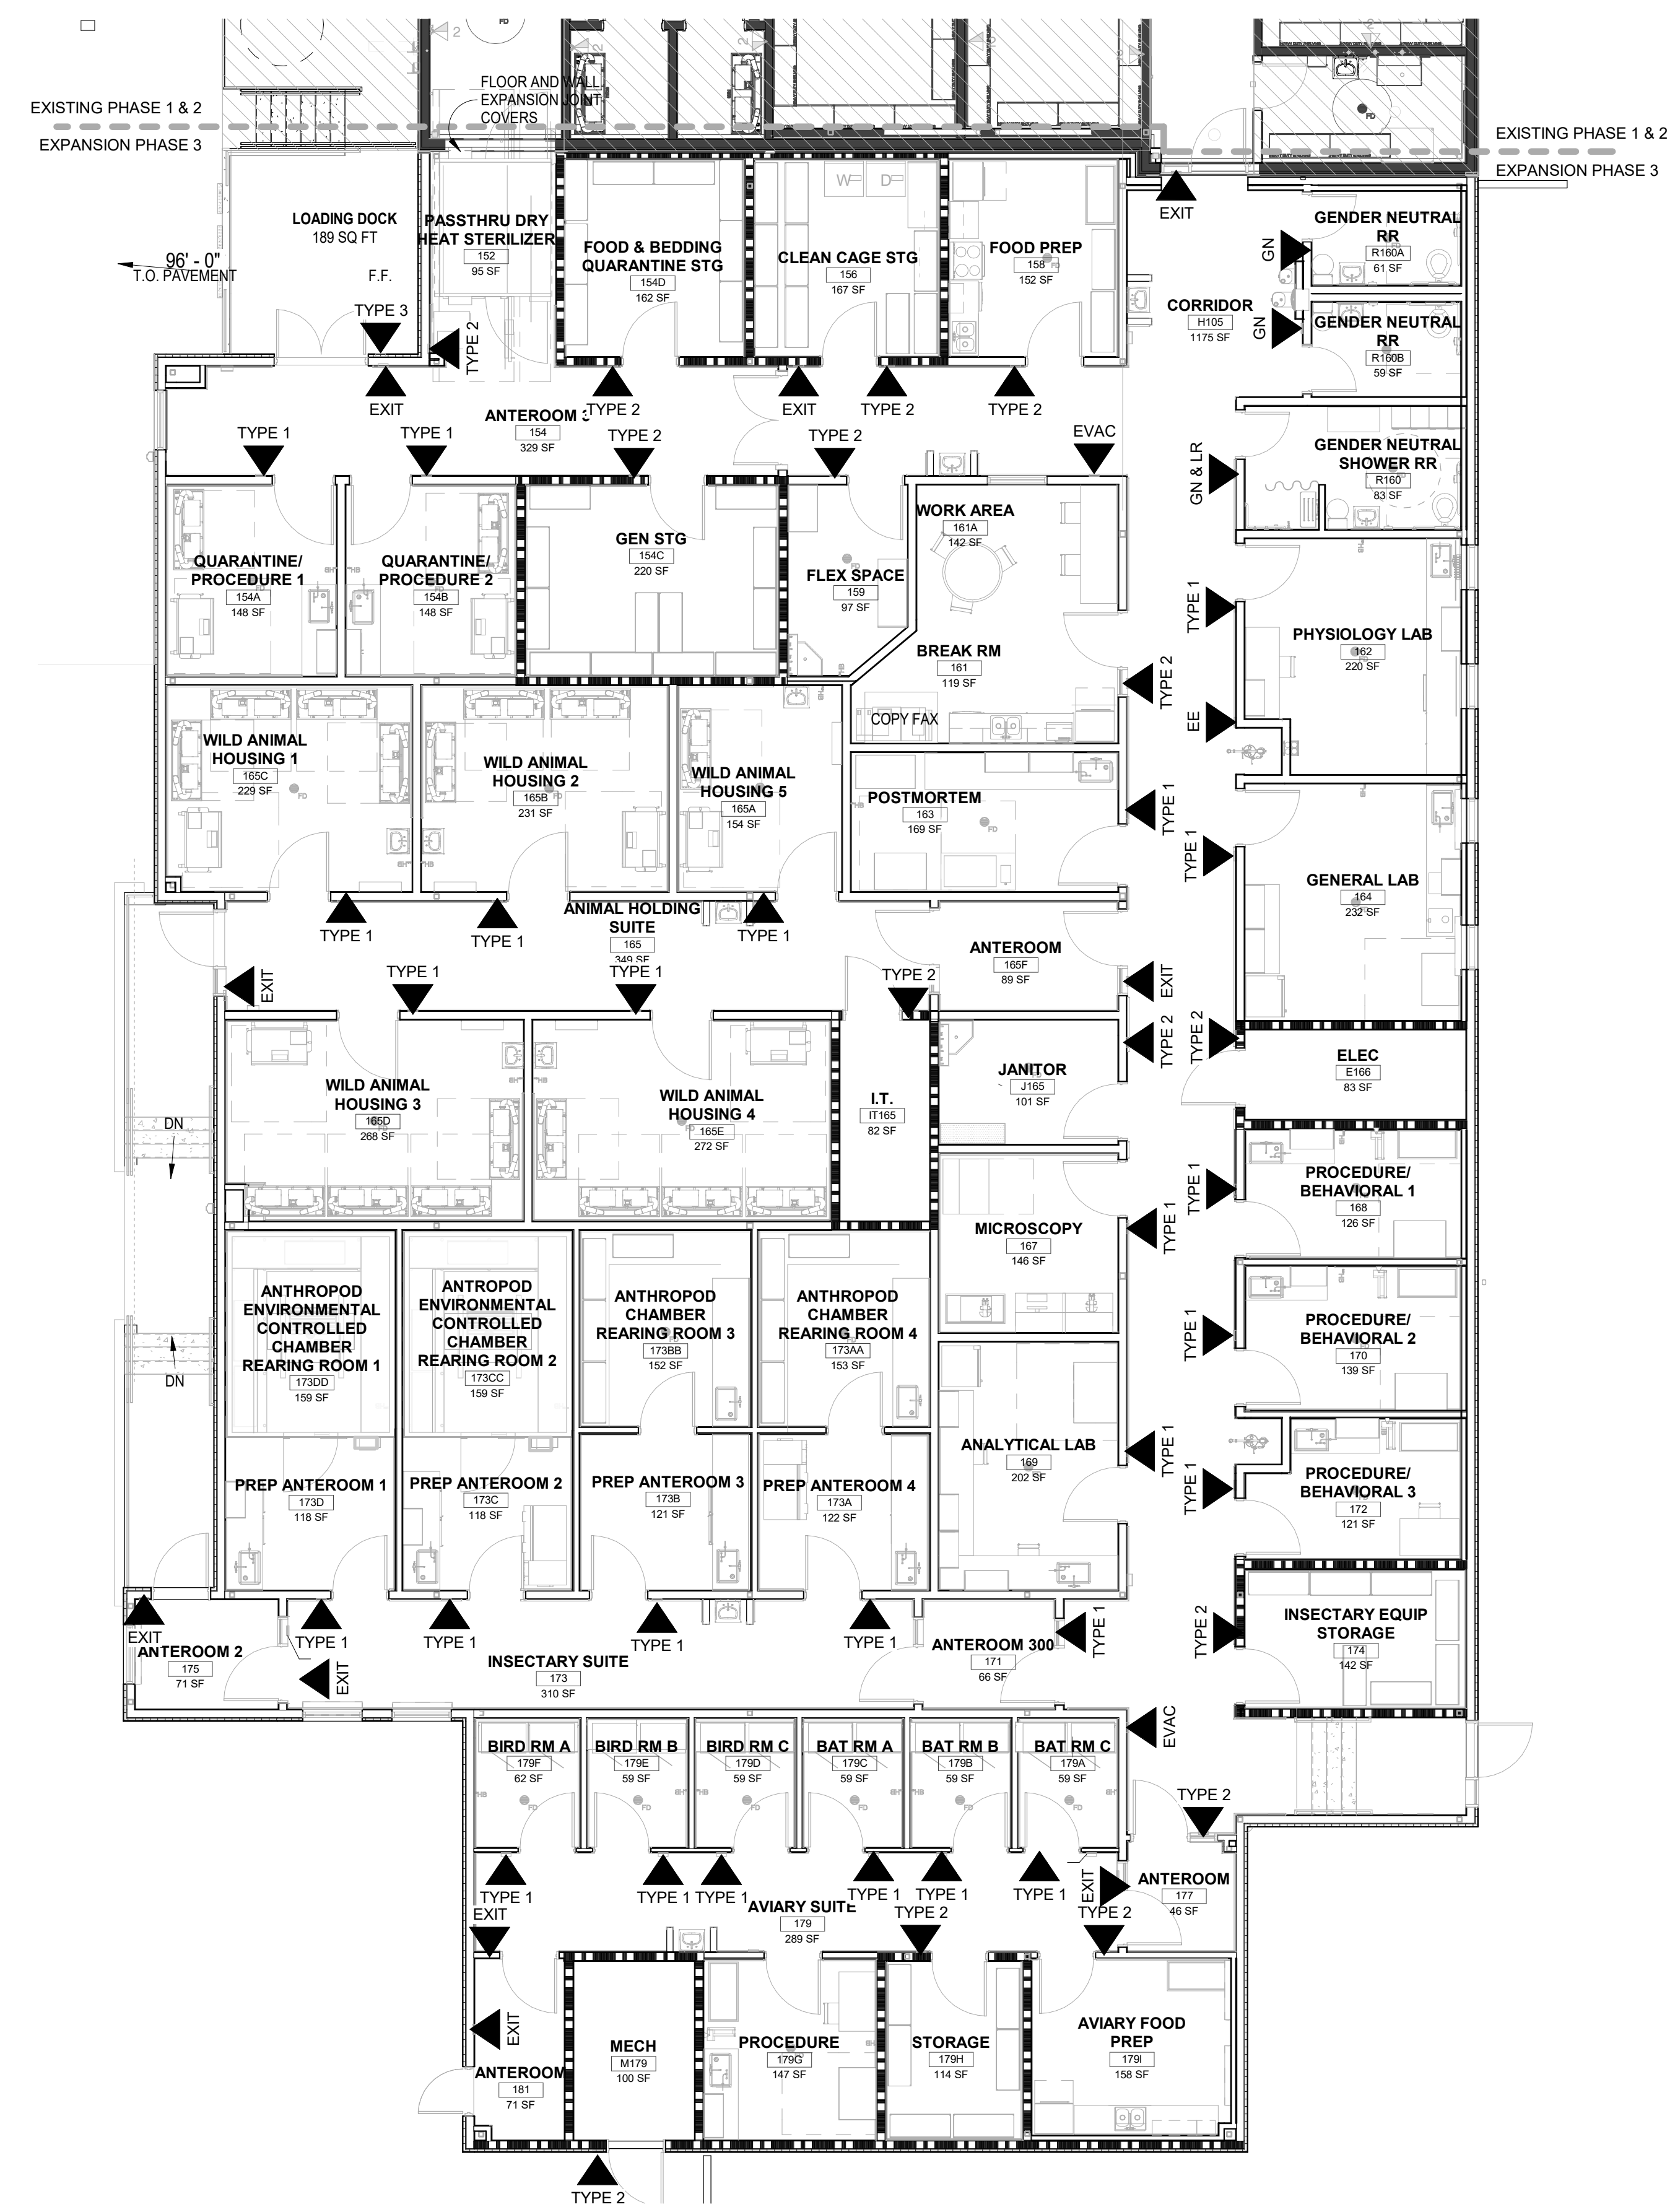 FD
2
2
2
FLOOR AND WALL
EXPANSION JOINT
COVERS
FD
EXISTING PHASE 1 & 2
EXPANSION PHASE 3
EXISTING PHASE 1 & 2
EXPANSION PHASE 3
LOADING DOCK
189 SQ FT
96' - 0"
T.O. PAVEMENT
F.F.
PASSTHRU DRY
HEAT STERILIZER
152
95 SF
FOOD & BEDDING
QUARANTINE STG
154D
162 SF
W
D
CLEAN CAGE STG
156
167 SF
FOOD PREP
158
152 SF
EXIT
CORRIDOR
H105
1175 SF
GN
GENDER NEUTRAL
RR
R160A
61 SF
GN
GENDER NEUTRAL
RR
R160B
59 SF
TYPE 3
TYPE 2
EXIT
ANTEROOM 3
154
329 SF
TYPE 2
EXIT
TYPE 2
TYPE 2
TYPE 1
TYPE 1
TYPE 2
TYPE 2
EVAC
GN & LR
GENDER NEUTRAL
SHOWER RR
R160
83 SF
QUARANTINE/
PROCEDURE 1
154A
148 SF
QUARANTINE/
PROCEDURE 2
154B
148 SF
GEN STG
154C
220 SF
FLEX SPACE
159
97 SF
WORK AREA
161A
142 SF
BREAK RM
161
119 SF
COPY FAX
TYPE 2
TYPE 1
PHYSIOLOGY LAB
162
220 SF
EE
WILD ANIMAL
HOUSING 1
165C
229 SF
WILD ANIMAL
HOUSING 2
165B
231 SF
WILD ANIMAL
HOUSING 5
165A
154 SF
POSTMORTEM
163
169 SF
FD
TYPE 1
TYPE 1
GENERAL LAB
164
232 SF
TYPE 1
TYPE 1
TYPE 1
ANIMAL HOLDING
SUITE
165
349 SF
ANTEROOM
165F
89 SF
EXIT
EXIT
TYPE 1
TYPE 1
TYPE 2
TYPE 2
TYPE 2
ELEC
E166
83 SF
WILD ANIMAL
HOUSING 3
165D
268 SF
WILD ANIMAL
HOUSING 4
165E
272 SF
I.T.
IT165
82 SF
JANITOR
J165
101 SF
DN
MICROSCOPY
167
146 SF
TYPE 1
TYPE 1
PROCEDURE/
BEHAVIORAL 1
168
126 SF
ANTHROPOD
ENVIRONMENTAL
CONTROLLED
CHAMBER
REARING ROOM 1
173DD
159 SF
ANTROPOD
ENVIRONMENTAL
CONTROLLED
CHAMBER
REARING ROOM 2
173CC
159 SF
ANTHROPOD
CHAMBER
REARING ROOM 3
173BB
152 SF
ANTHROPOD
CHAMBER
REARING ROOM 4
173AA
153 SF
TYPE 1
PROCEDURE/
BEHAVIORAL 2
170
139 SF
DN
ANALYTICAL LAB
169
202 SF
TYPE 1
TYPE 1
PROCEDURE/
BEHAVIORAL 3
172
121 SF
PREP ANTEROOM 1
173D
118 SF
PREP ANTEROOM 2
173C
118 SF
PREP ANTEROOM 3
173B
121 SF
PREP ANTEROOM 4
173A
122 SF
EXIT
ANTEROOM 2
175
71 SF
TYPE 1
TYPE 1
TYPE 1
TYPE 1
EXIT
INSECTARY SUITE
173
310 SF
ANTEROOM 300
171
66 SF
TYPE 1
TYPE 2
INSECTARY EQUIP
STORAGE
174
142 SF
EVAC
BIRD RM A
179F
62 SF
BIRD RM B
179E
59 SF
BIRD RM C
179D
59 SF
BAT RM A
179C
59 SF
BAT RM B
179B
59 SF
BAT RM C
179A
59 SF
FD
FD
FD
FD
FD
FD
TYPE 2
TYPE 1
TYPE 1
TYPE 1
TYPE 1
TYPE 1
TYPE 1
EXIT
ANTEROOM
177
46 SF
EXIT
AVIARY SUITE
179
289 SF
TYPE 2
TYPE 2
EXIT
ANTEROOM
181
71 SF
MECH
M179
100 SF
PROCEDURE
179G
147 SF
STORAGE
179H
114 SF
AVIARY FOOD
PREP
179I
158 SF
TYPE 2